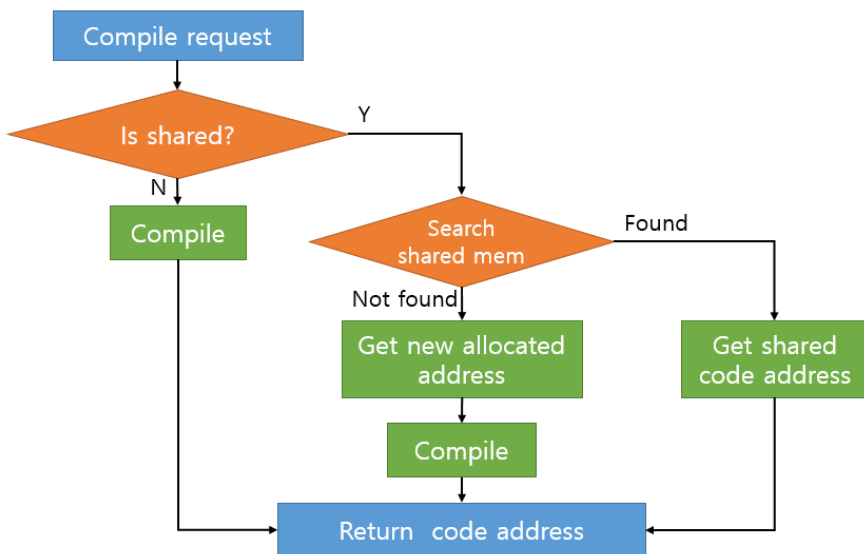 Compile request
Is shared?
Y
N
Compile
Search
shared mem
Found
Not found
Get new allocated
address
Get shared
code address
Compile
Return code address